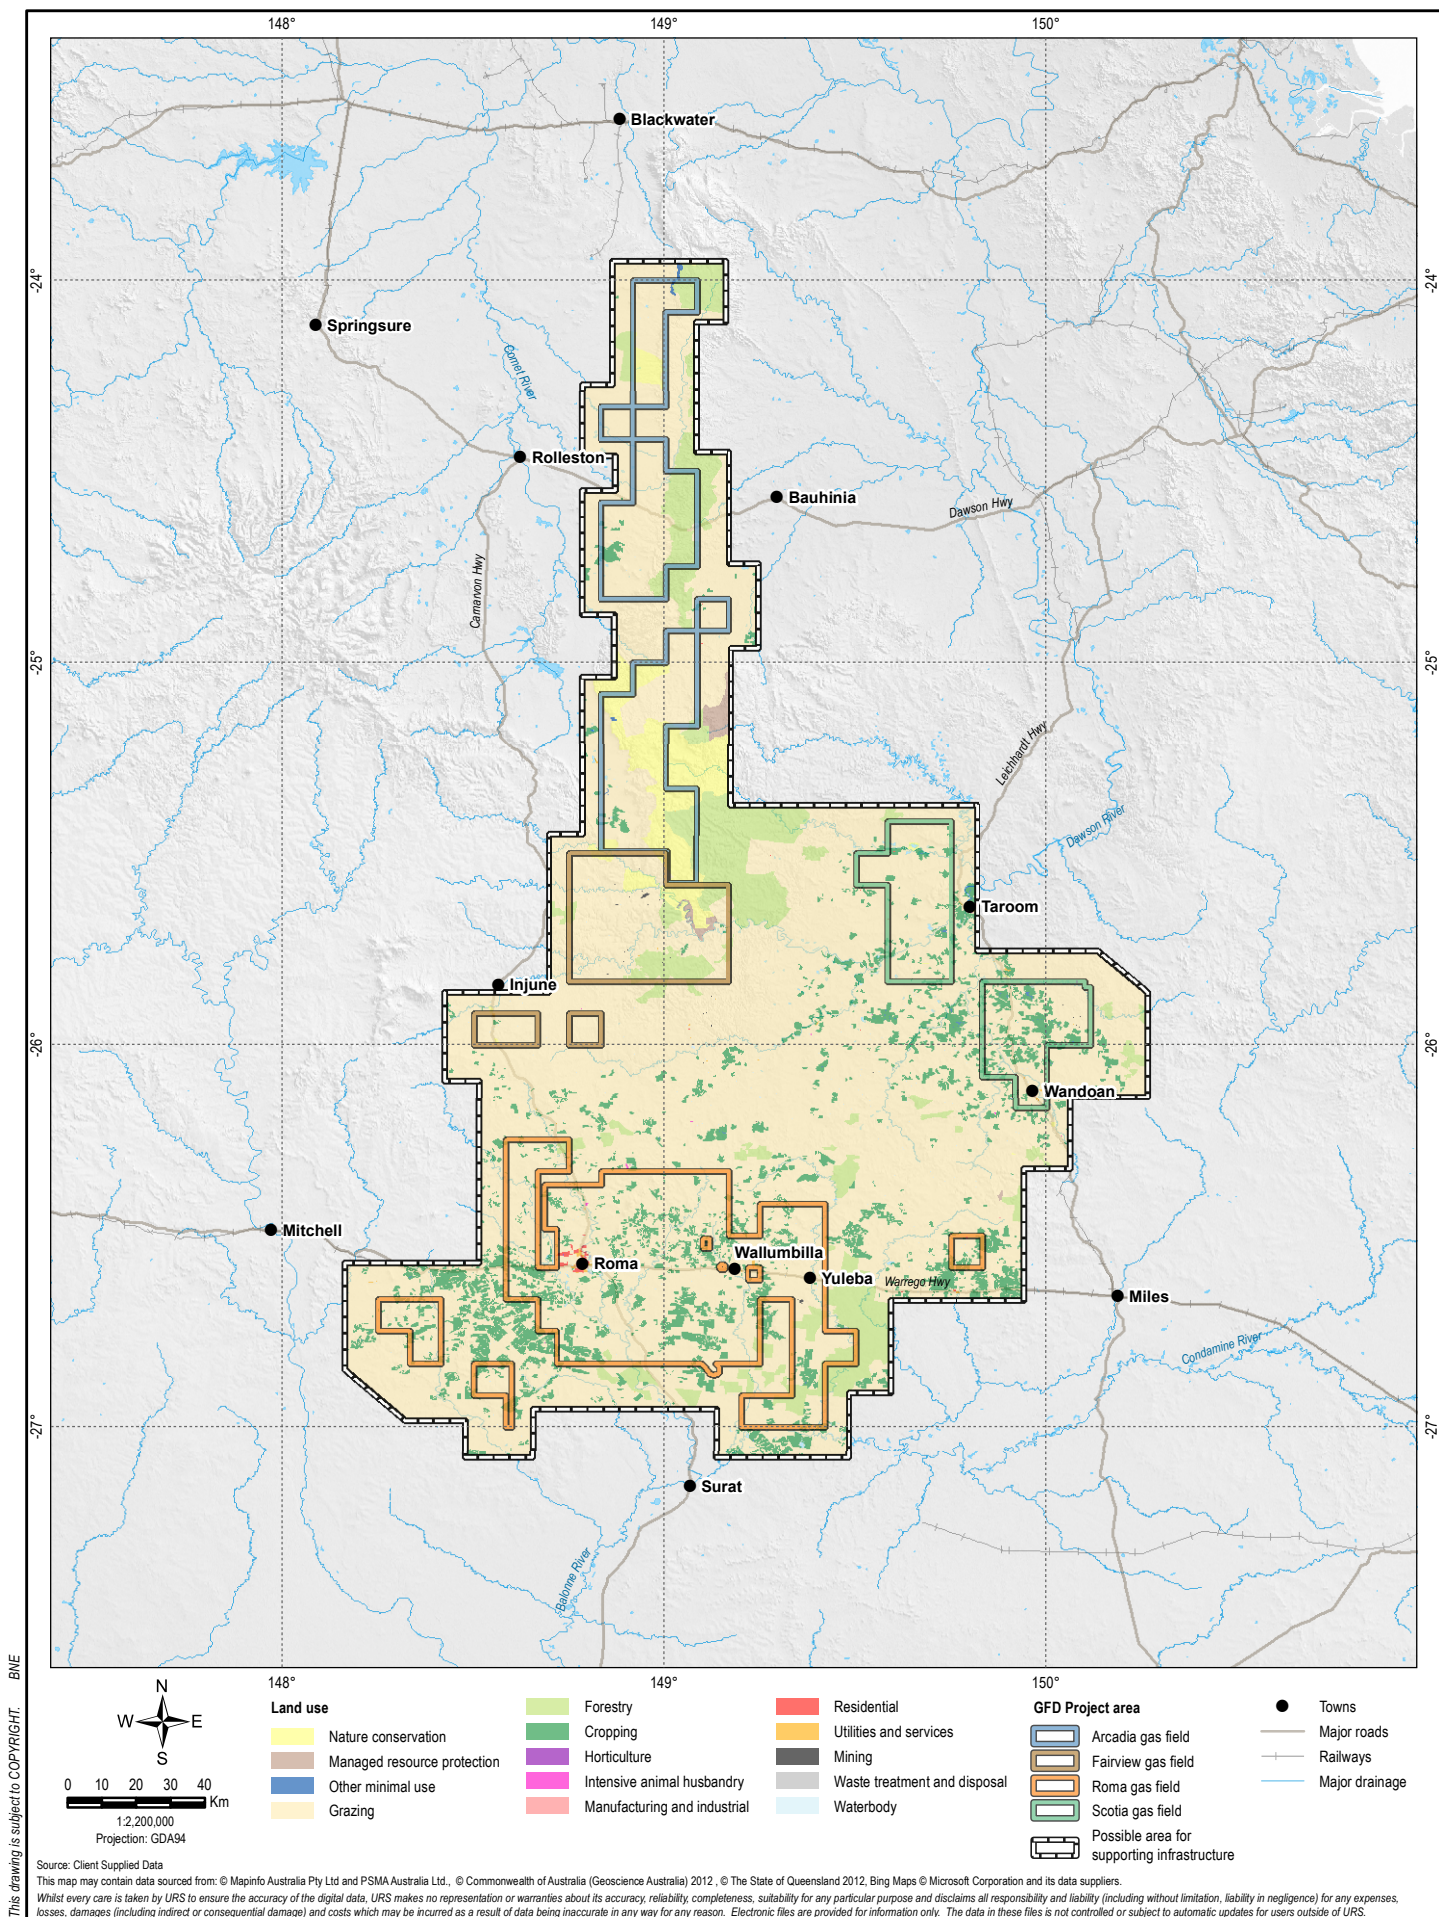 148°
149°
150°
Blackwater
-24°
-24°
Springsure
Comet River
Rolleston
Bauhinia
Dawson Hwy
Carnarvon Hwy
-25°
-25°
Leichhardt Hwy
Dawson River
Taroom
Injune
-26°
-26°
Wandoan
Mitchell
Wallumbilla
Roma
Yuleba
Warrego Hwy
Miles
Condamine River
-27°
-27°
Surat
Balonne River
148°
149°
150°
N
W E
S
0 10 20 30 40
Km
1:2,200,000
Projection: GDA94
Land use
Nature conservation
Managed resource protection
Other minimal use
Grazing
Forestry
Cropping
Horticulture
Intensive animal husbandry
Manufacturing and industrial
Residential
Utilities and services
Mining
Waste treatment and disposal
Waterbody
GFD Project area
Arcadia gas field
Fairview gas field
Roma gas field
Scotia gas field
Possible area for
supporting infrastructure
Towns
Major roads
Railways
Major drainage
This drawing is subject to COPYRIGHT. BNE
Source: Client Supplied Data
This map may contain data sourced from: © Mapinfo Australia Pty Ltd and PSMA Australia Ltd., © Commonwealth of Australia (Geoscience Australia) 2012 , © The State of Queensland 2012, Bing Maps © Microsoft Corporation and its data suppliers.
Whilst every care is taken by URS to ensure the accuracy of the digital data, URS makes no representation or warranties about its accuracy, reliability, completeness, suitability for any particular purpose and disclaims all responsibility and liability (including without limitation, liability in negligence) for any expenses,
losses, damages (including indirect or consequential damage) and costs which may be incurred as a result of data being inaccurate in any way for any reason. Electronic files are provided for information only. The data in these files is not controlled or subject to automatic updates for users outside of URS.